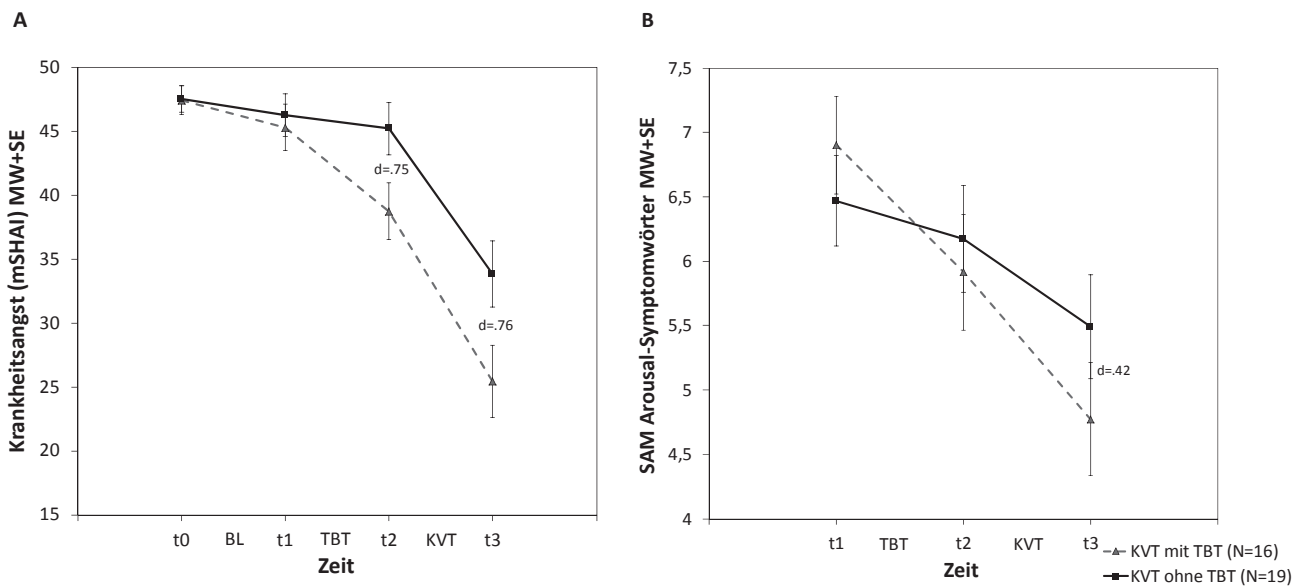 A
Krankheitsangst (mSHAI) MW+SE
50
45
40
35
30
25
20
15
d=.75
d=.76
t0 BL t1 TBT t2 KVT t3
Zeit
B
SAM Arousal-Symptomwörter MW+SE
7,5
7
6,5
6
5,5
5
4,5
4
d=.42
t1 TBT t2 KVT t3
Zeit
KVT mit TBT (N=16)
KVT ohne TBT (N=19)